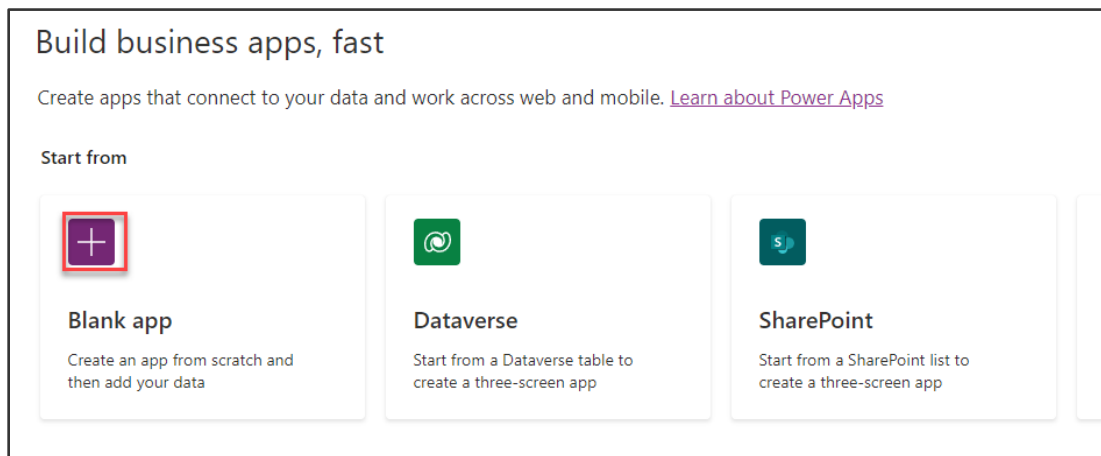 Build business apps, fast
Create apps that connect to your data and work across web and mobile. Learn about Power Apps
Start from
Blank app
Create an app from scratch and
then add your data
Dataverse
Start from a Dataverse table to
create a three-screen app
S
SharePoint
Start from a SharePoint list to
create a three-screen app